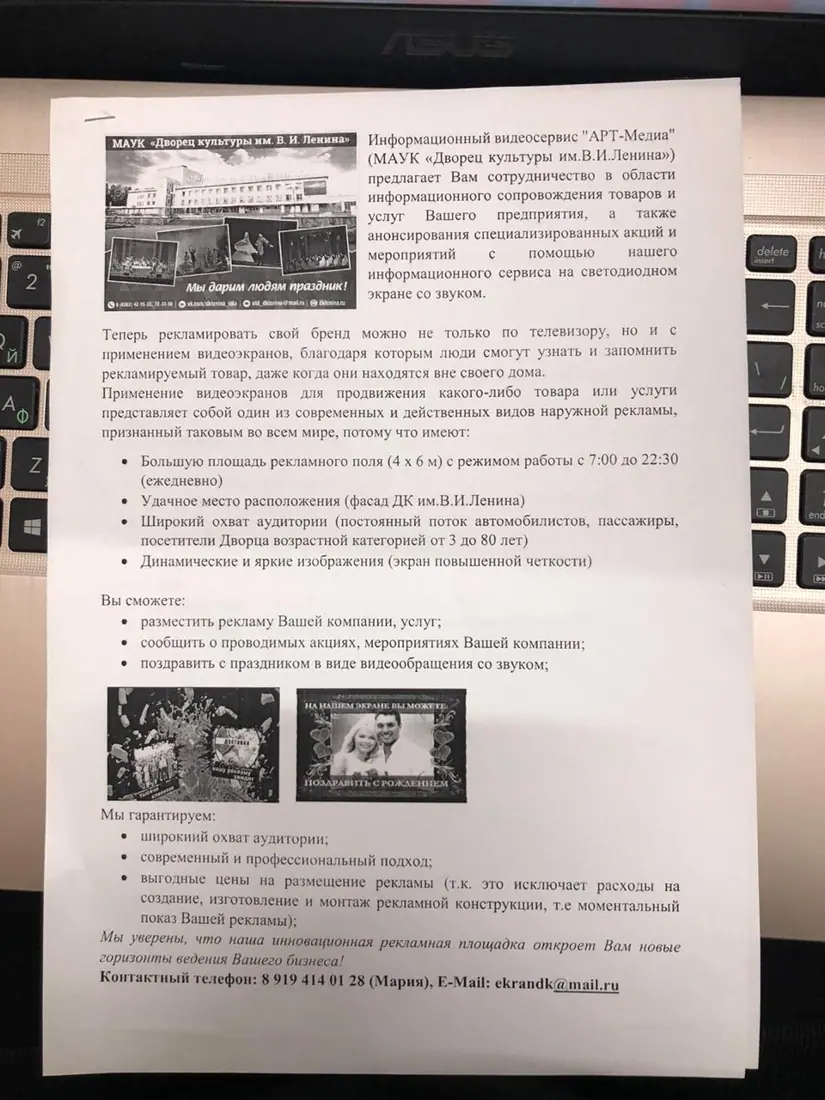 ASUS
МАУК «Дворец культуры им. В. И. Ленина»
Мы дарим людям праздник!
Информационный видеосервис "АРТ-Медиа"
(МАУК «Дворец культуры им.В.И.Ленина»)
предлагает Вам сотрудничество в области
информационного сопровождения товаров и
услуг Вашего предприятия, а также
анонсирования специализированных акций и
мероприятий с помощью нашего
информационного сервиса на светодиодном
экране со звуком.
Теперь рекламировать свой бренд можно не только по телевизору, но и с
применением видеоэкранов, благодаря которым люди смогут узнать и запомнить
рекламируемый товар, даже когда они находятся вне своего дома.
Применение видеоэкранов для продвижения какого-либо товара или услуги
представляет собой один из современных и действенных видов наружной рекламы,
признанный таковым во всем мире, потому что имеют:
• Большую площадь рекламного поля (4 х 6 м) с режимом работы с 7:00 до 22:30
(ежедневно)
• Удачное место расположения (фасад ДК им.В.И.Ленина)
• Широкий охват аудитории (постоянный поток автомобилистов, пассажиры,
посетители Дворца возрастной категорией от 3 до 80 лет)
• Динамические и яркие изображения (экран повышенной четкости)
Вы сможете:
• разместить рекламу Вашей компании, услуг;
• сообщить о проводимых акциях, мероприятиях Вашей компании;
• поздравить с праздником в виде видеообращения со звуком;
НА НАШЕМ ЭКРАНЕ ВЫ МОЖЕТЕ
ПОЗДРАВИТЬ С РОЖДЕНИЕМ
Мы гарантируем:
• широкиий охват аудитории;
• современный и профессиональный подход;
• выгодные цены на размещение рекламы (т.к. это исключает расходы на
создание, изготовление и монтаж рекламной конструкции, т.е моментальный
показ Вашей рекламы);
Мы уверены, что наша инновационная рекламная площадка откроет Вам новые
горизонты ведения Вашего бизнеса!
Контактный телефон: 8 919 414 01 28 (Мария), E-Mail: ekrandk@mail.ru
f2
@
2
Й
A
Ф
Z
delete
insert
end